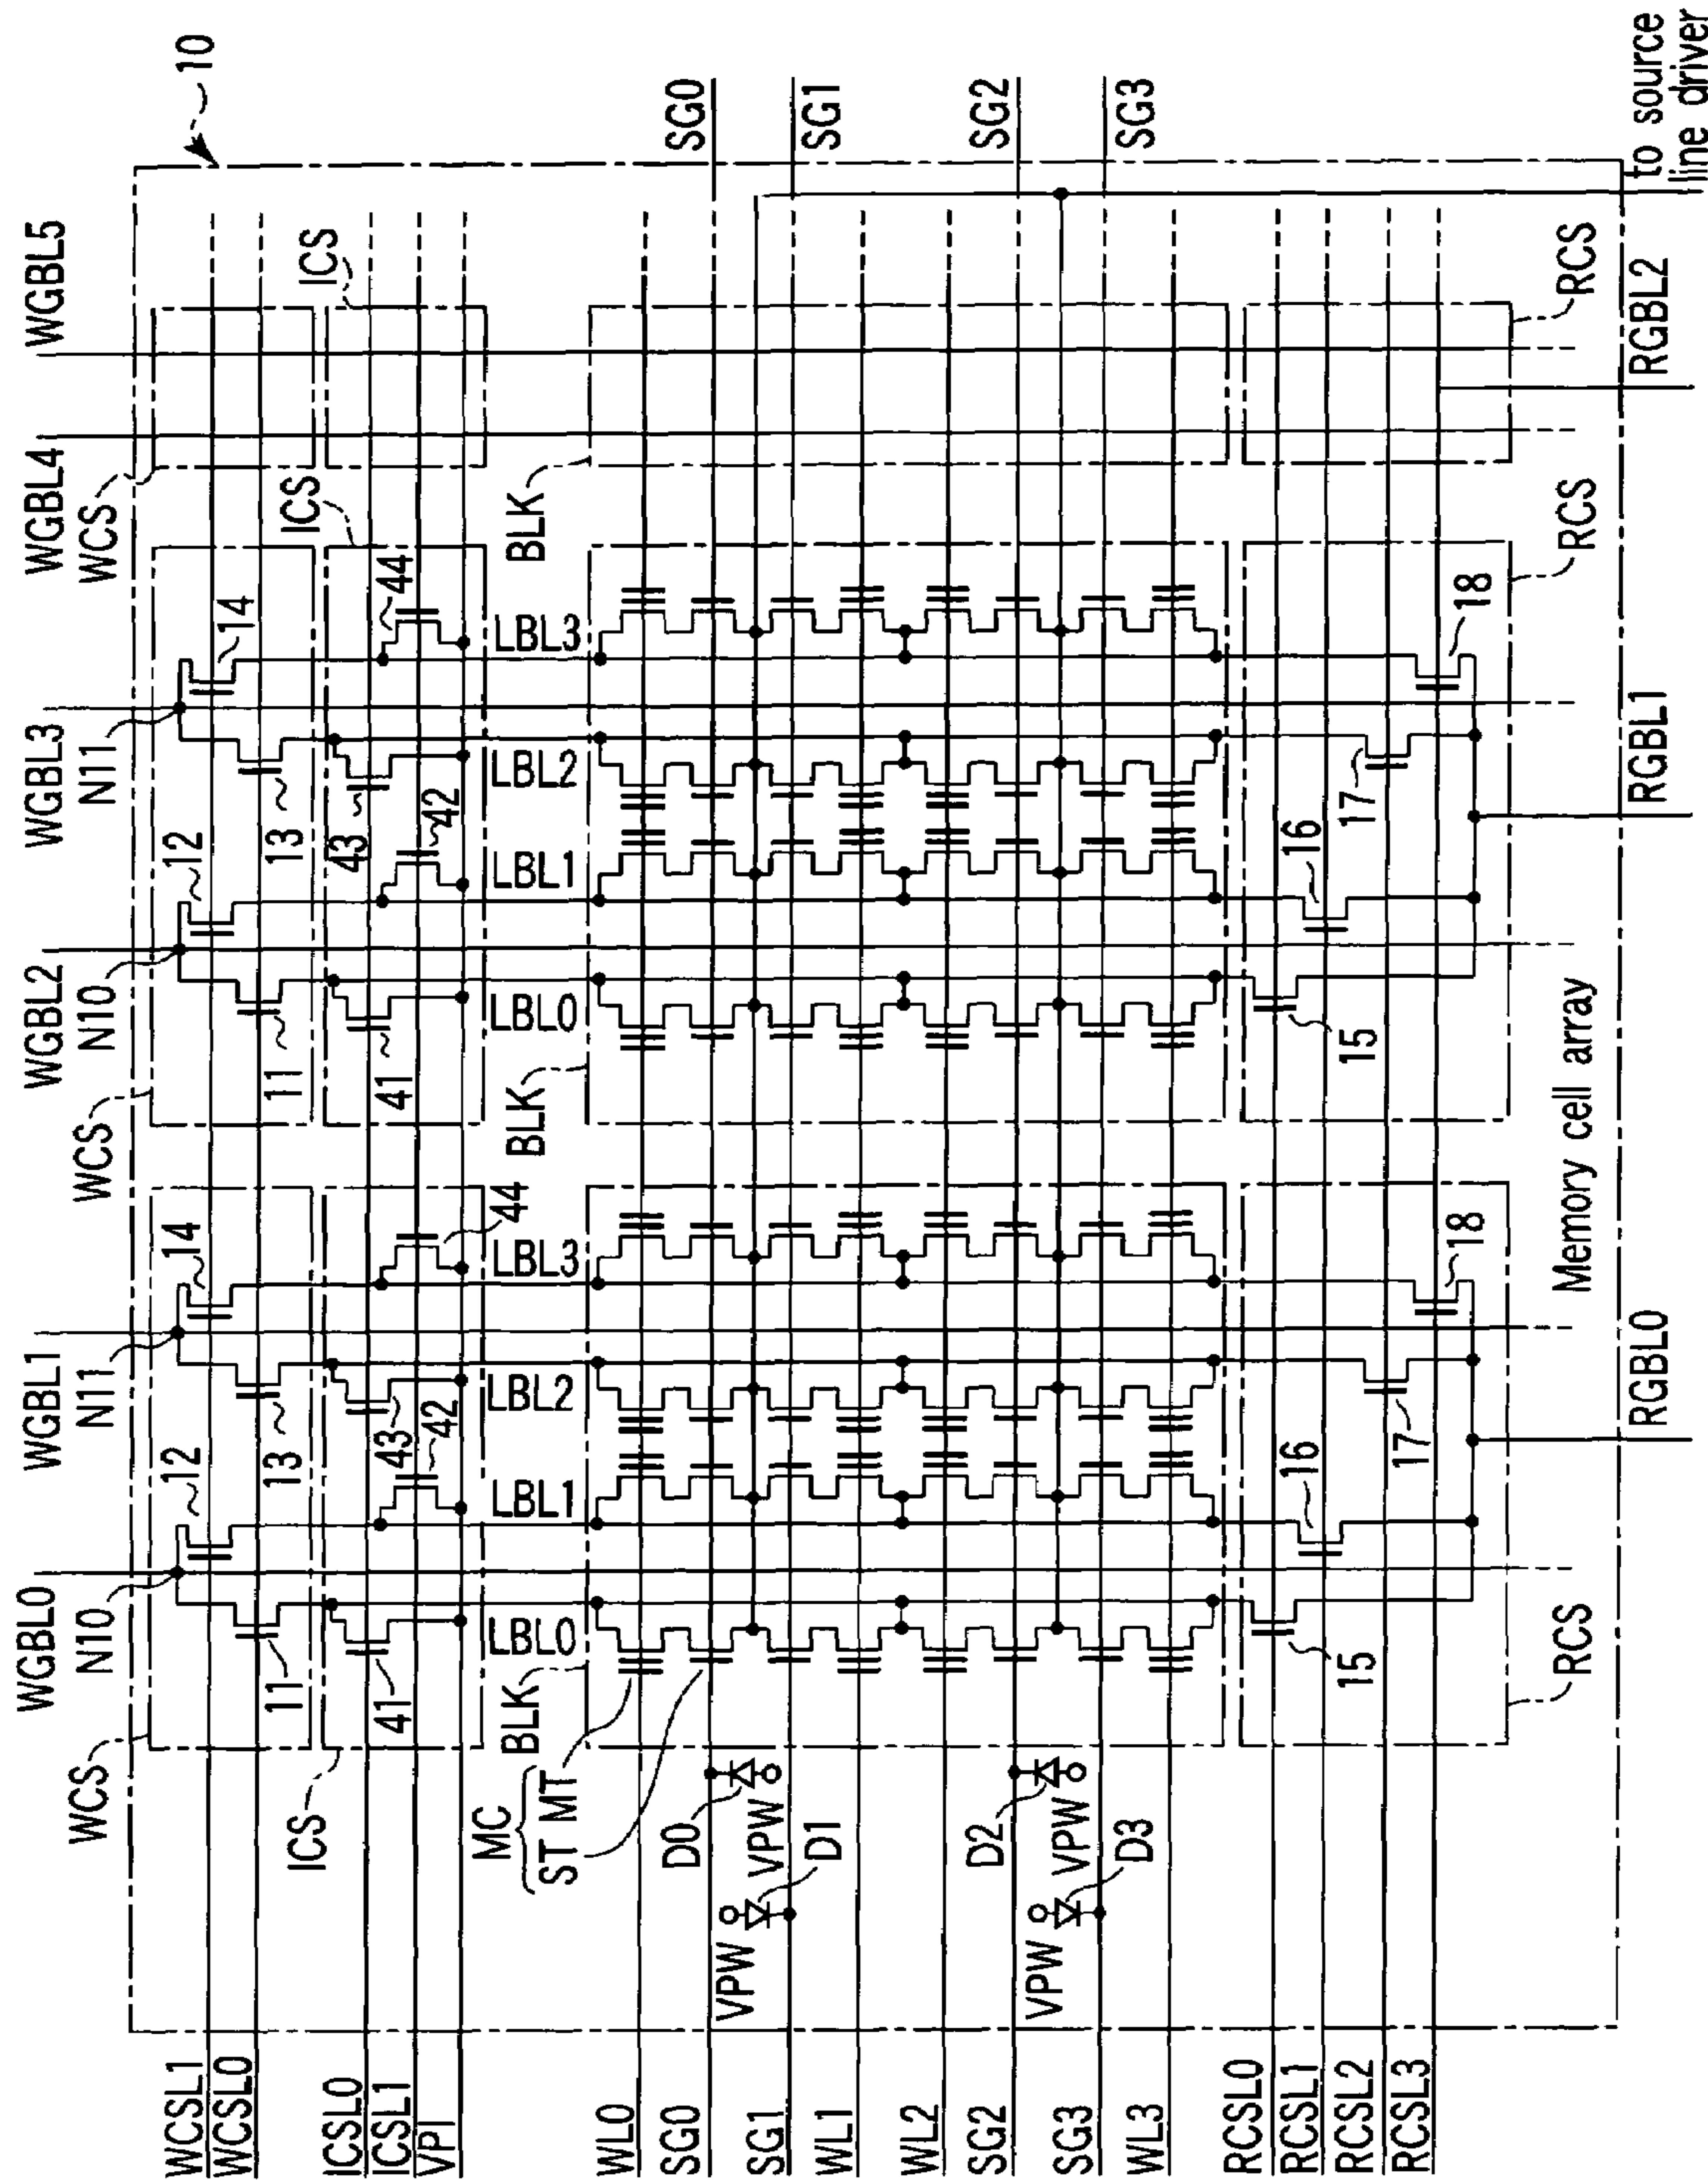 WGBL0
N10
WGBL1
N11
WGBL2
N10
WGBL3
N11
WGBL4
WCS
WGBL5
10
WCS
WCS
WCSL1
WCSL0
12
14
12
14
11
13
11
13
ICS
ICS
ICS
ICSL0
ICSL1
VPI
41
43
42
44
41
43
42
44
LBL0
LBL1
LBL2
LBL3
LBL0
LBL1
LBL2
LBL3
BLK
BLK
BLK
MC
ST MT
WL0
SG0
SG1
WL1
WL2
SG2
SG3
WL3
D0
VPW
VPW
D1
D2
VPW
VPW
D3
SG0
SG1
SG2
SG3
RCSL0
RCSL1
RCSL2
RCSL3
15
16
17
18
15
16
17
18
RCS
RCS
RCS
Memory cell array
RGBL0
RGBL1
RGBL2
to source
line driver